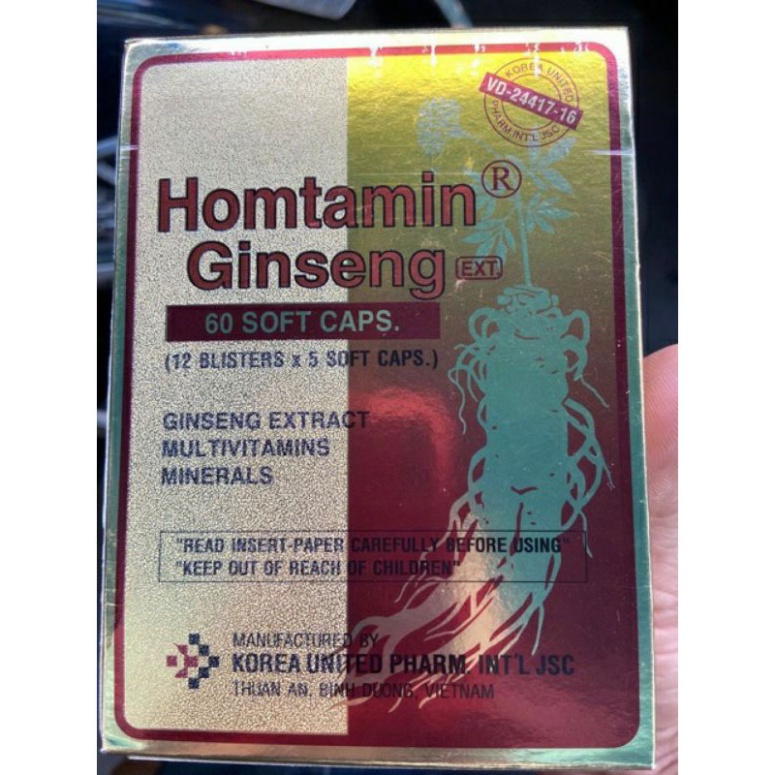 KOREA UNITED
VD-24417-16
PHARM.INT'L JSC
Homtamin®
Ginseng EXT.
60 SOFT CAPS.
(12 BLISTERS x 5 SOFT CAPS.)
GINSENG EXTRACT
MULTIVITAMINS
MINERALS
"READ INSERT-PAPER CAREFULLY BEFORE USING"
"KEEP OUT OF REACH OF CHILDREN"
MANUFACTURED BY
KOREA UNITED PHARM. INT'L JSC
THUAN AN, BINH DUONG, VIETNAM